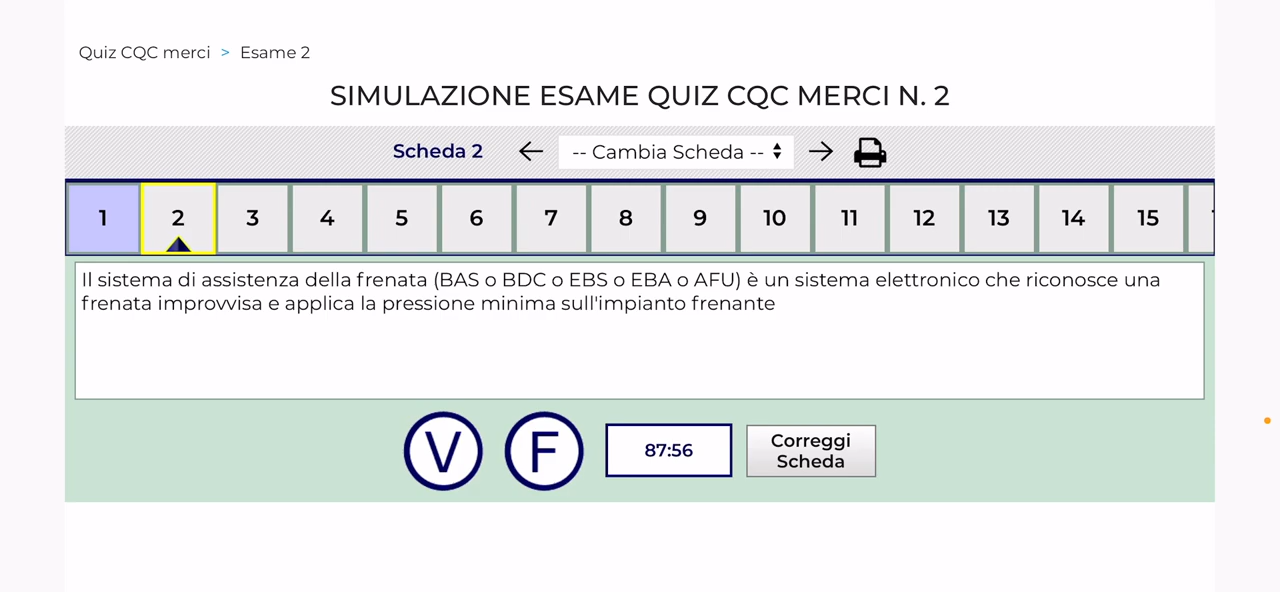 Quiz CQC merci > Esame 2
SIMULAZIONE ESAME QUIZ CQC MERCI N. 2
Scheda 2 ← -- Cambia Scheda -- →
1 2 3 4 5 6 7 8 9 10 11 12 13 14 15
Il sistema di assistenza della frenata (BAS o BDC o EBS o EBA o AFU) è un sistema elettronico che riconosce una
frenata improvvisa e applica la pressione minima sull'impianto frenante
V F 87:56 Correggi
Scheda